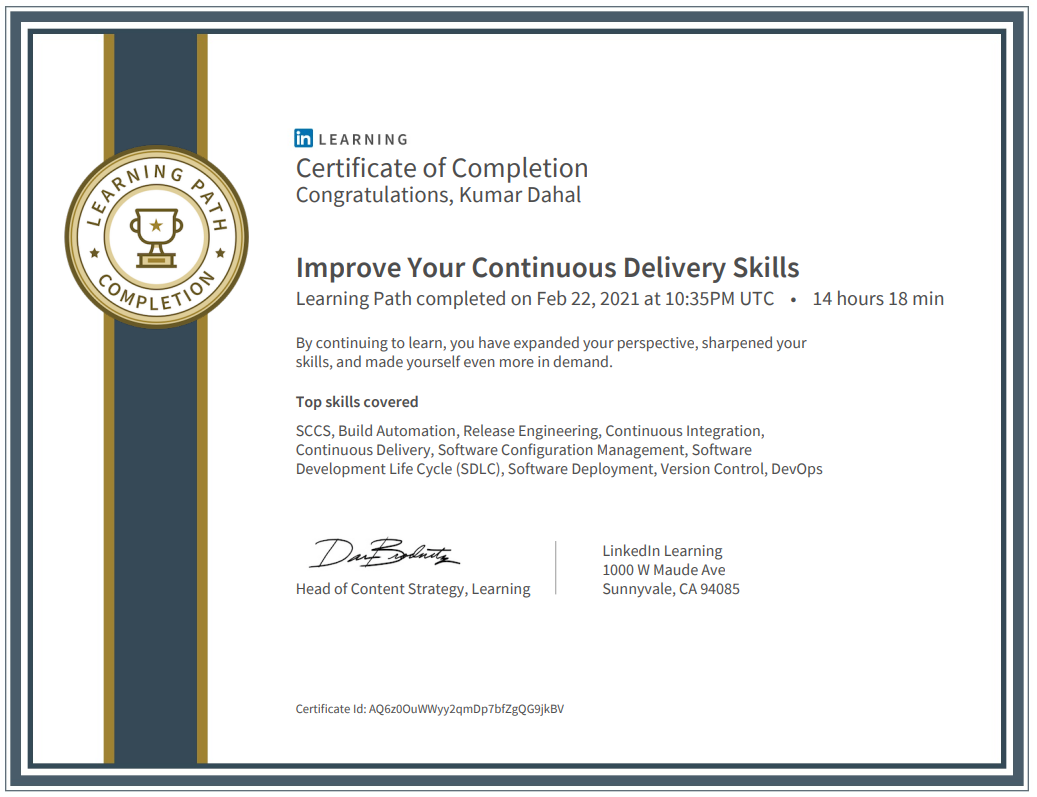 LEARNING PATH
COMPLETION
in LEARNING
Certificate of Completion
Congratulations, Kumar Dahal
Improve Your Continuous Delivery Skills
Learning Path completed on Feb 22, 2021 at 10:35PM UTC • 14 hours 18 min
By continuing to learn, you have expanded your perspective, sharpened your
skills, and made yourself even more in demand.
Top skills covered
SCCS, Build Automation, Release Engineering, Continuous Integration,
Continuous Delivery, Software Configuration Management, Software
Development Life Cycle (SDLC), Software Deployment, Version Control, DevOps
Head of Content Strategy, Learning
LinkedIn Learning
1000 W Maude Ave
Sunnyvale, CA 94085
Certificate Id: AQ6z0OuWWyy2qmDp7bfZgQG9jkBV